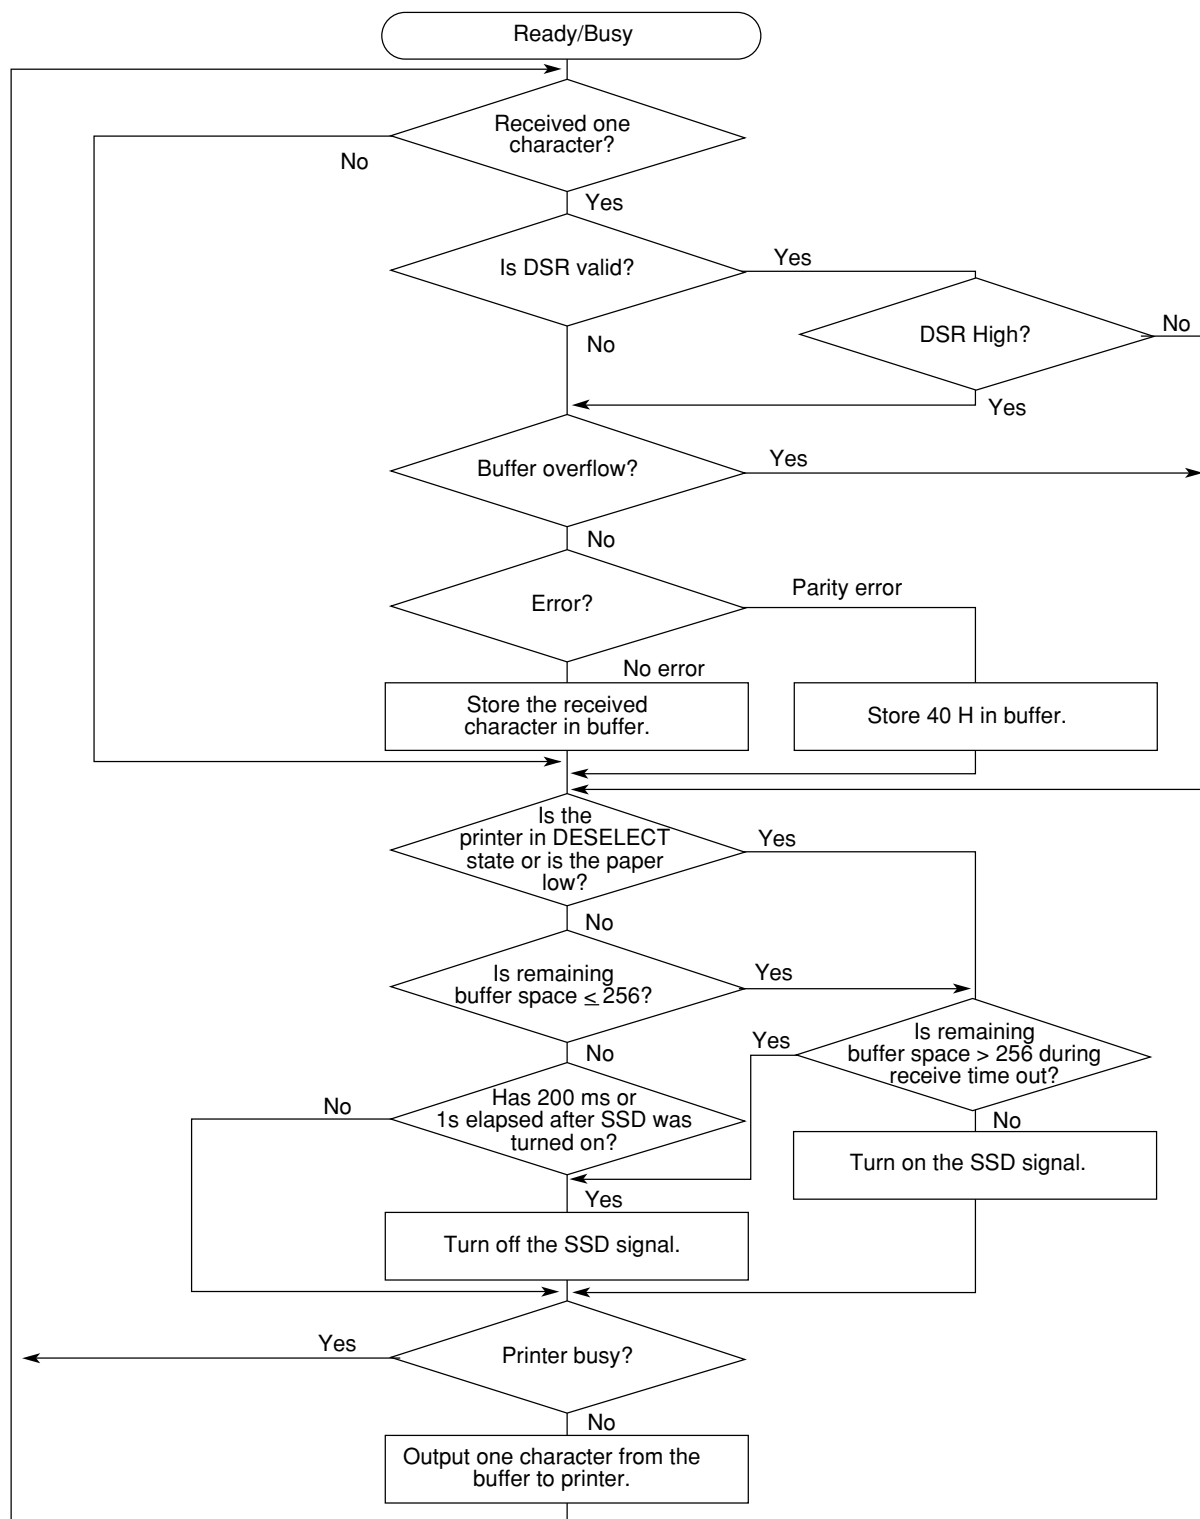 Ready/Busy
Received one
character?
No
Yes
Is DSR valid?
Yes
No
DSR High?
No
Yes
Buffer overflow?
Yes
No
Error?
Parity error
No error
Store the received
character in buffer.
Store 40 H in buffer.
Is the
printer in DESELECT
state or is the paper
low?
Yes
No
Is remaining
buffer space ≤ 256?
Yes
No
Is remaining
buffer space > 256 during
receive time out?
Yes
No
Has 200 ms or
1s elapsed after SSD was
turned on?
No
Yes
Turn on the SSD signal.
Turn off the SSD signal.
Printer busy?
Yes
No
Output one character from the
buffer to printer.